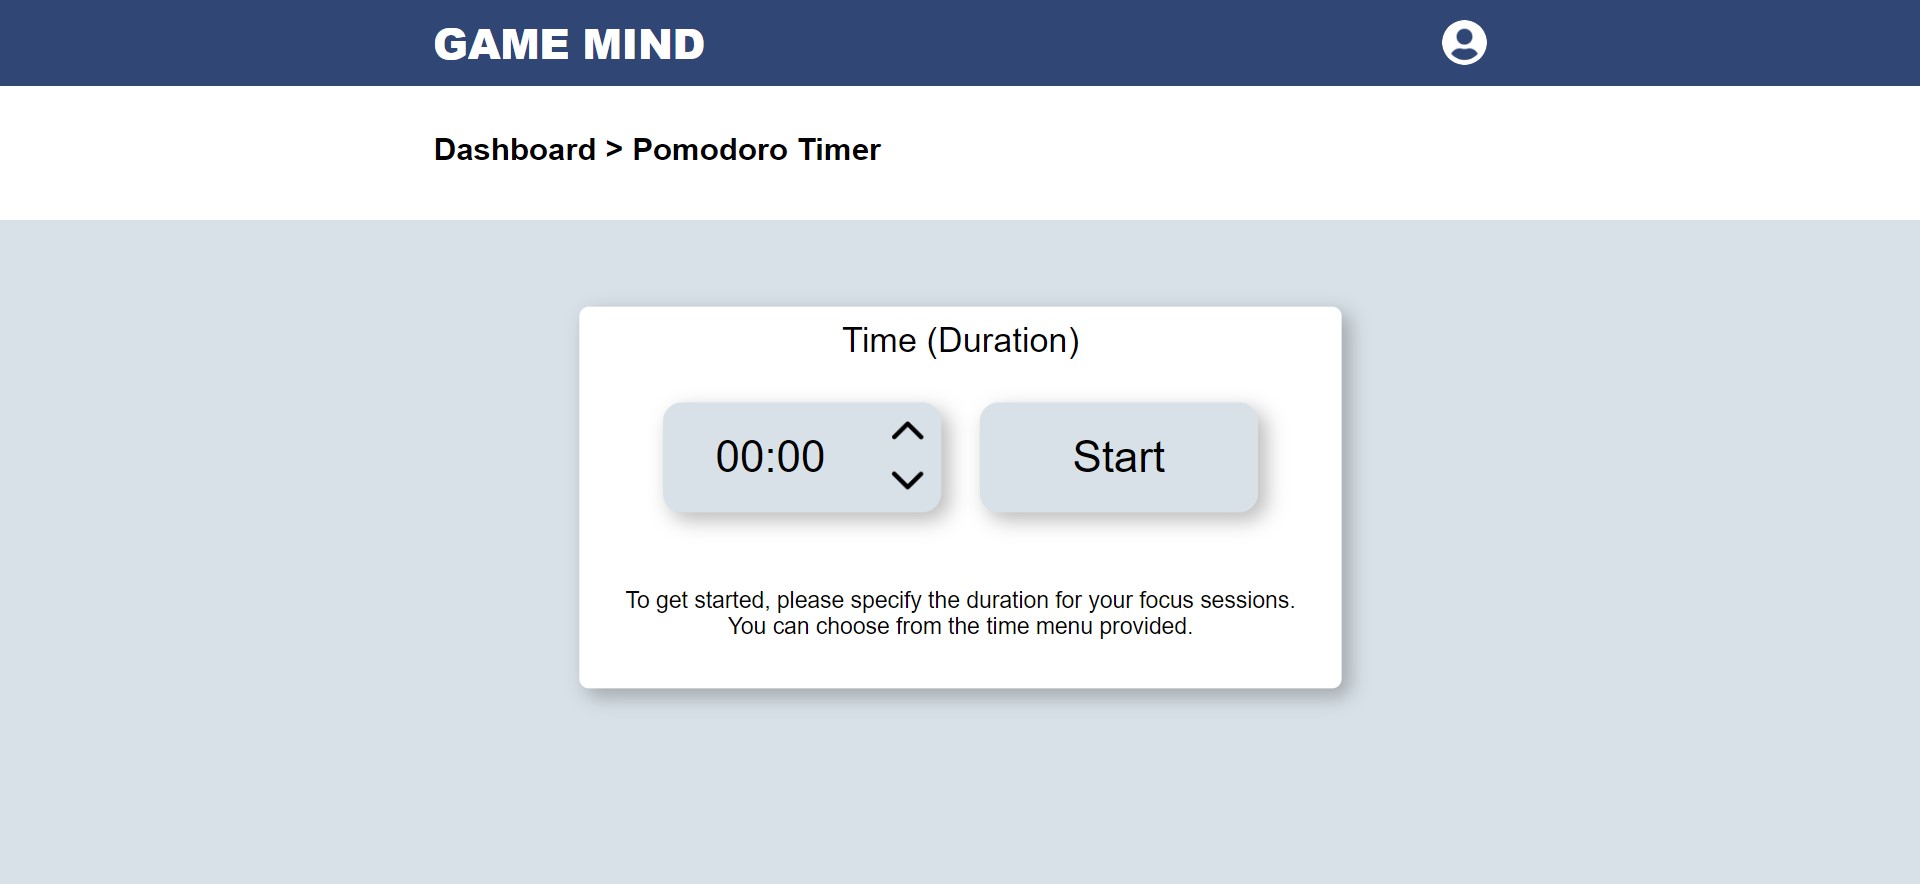 GAME MIND
Dashboard > Pomodoro Timer
Time (Duration)
00:00
Start
To get started, please specify the duration for your focus sessions.
You can choose from the time menu provided.